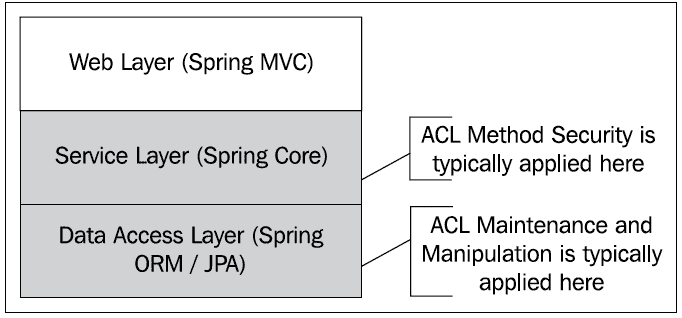 Web Layer (Spring MVC)
Service Layer (Spring Core)
ACL Method Security is
typically applied here
Data Access Layer (Spring
ORM / JPA)
ACL Maintenance and
Manipulation is typically
applied here